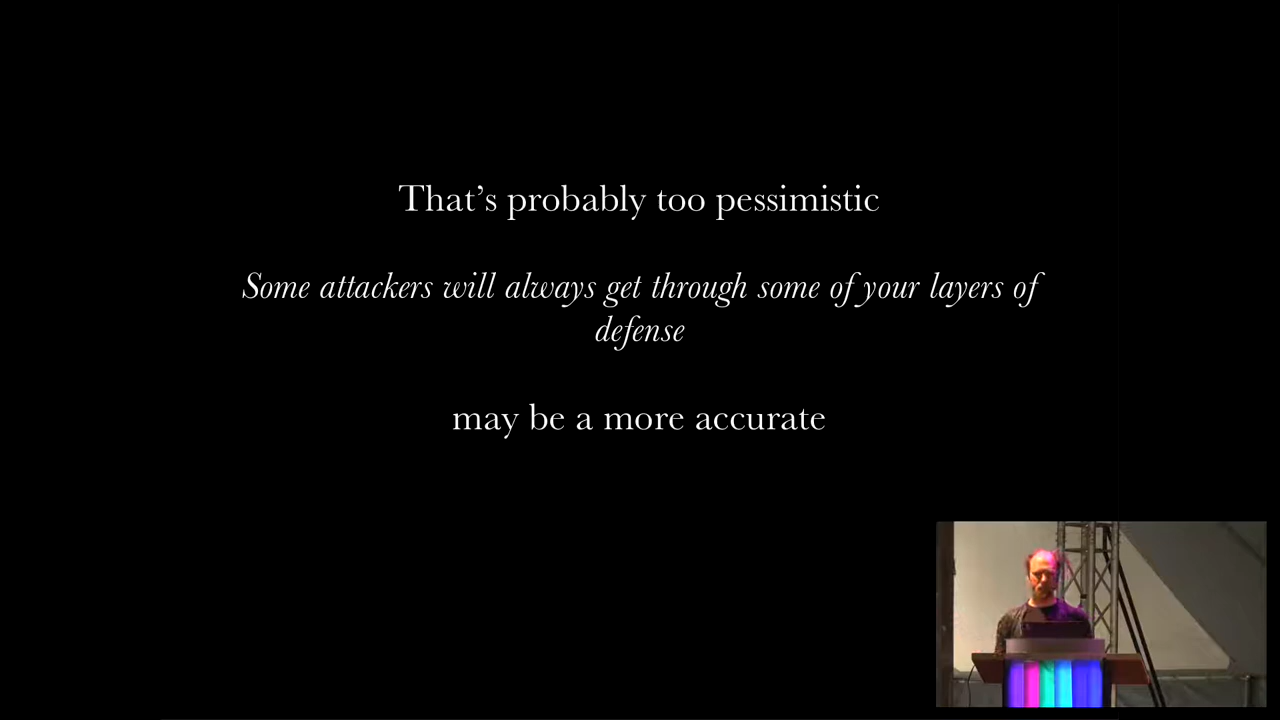 That's probably too pessimistic
Some attackers will always get through some of your layers of
defense
may be a more accurate